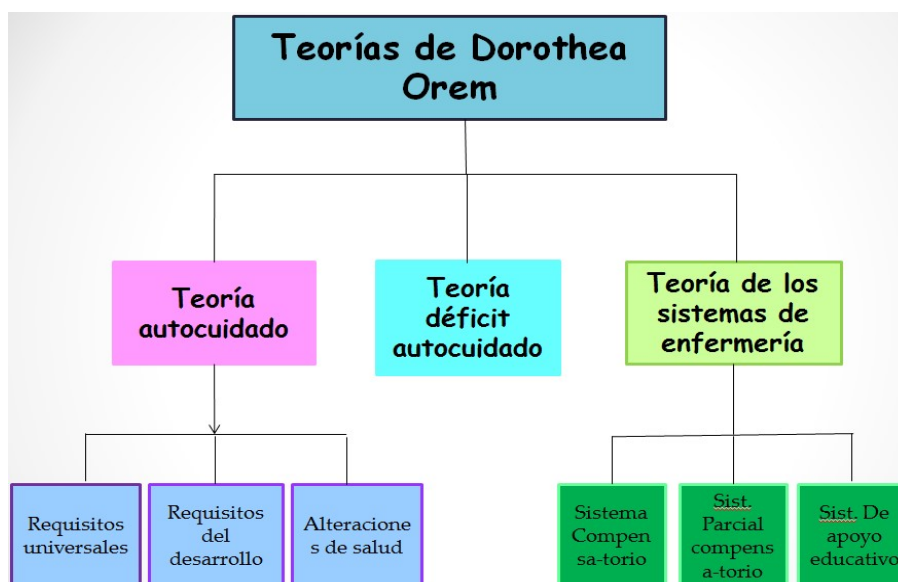 Teorías de Dorothea
Orem
Teoría
autocuidado
Teoría
déficit
autocuidado
Teoría de los
sistemas de
enfermería
Requisitos
universales
Requisitos
del
desarrollo
Alteracione
s de salud
Sistema
Compen
sa-torio
Sist.
Parcial
compens
a-torio
Sist. De
apoyo
educativo